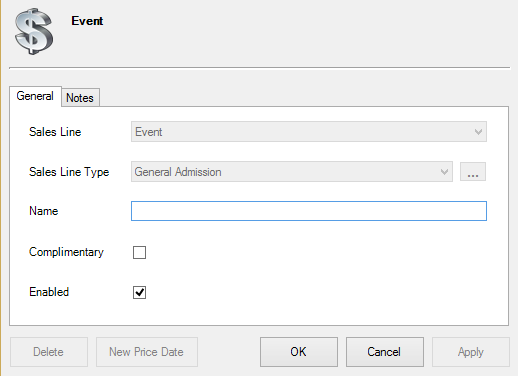 Event
General Notes
Sales Line Event
Sales Line Type General Admission ...
Name
Complimentary
Enabled
Delete New Price Date OK Cancel Apply